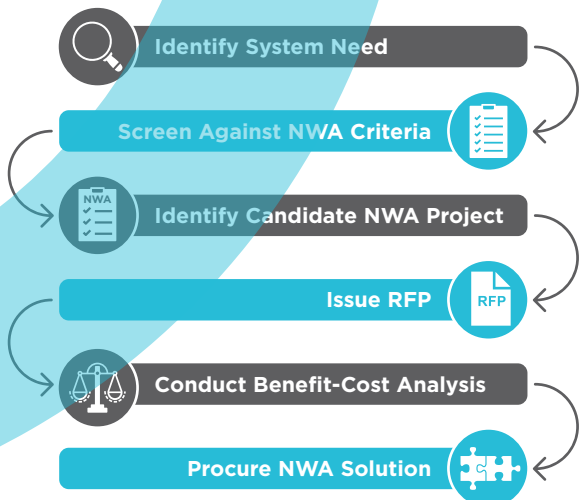 Identify System Need
Screen Against NWA Criteria
NWA
Identify Candidate NWA Project
Issue RFP
RFP
Conduct Benefit-Cost Analysis
Procure NWA Solution